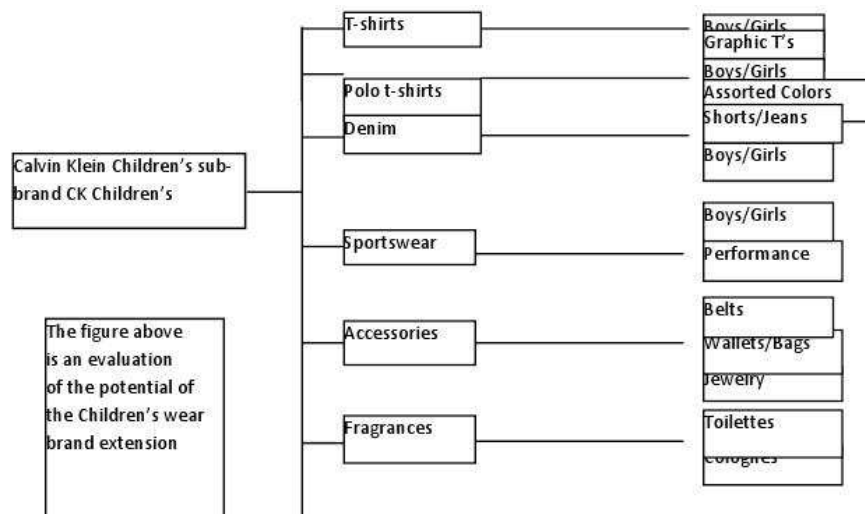 T-shirts
Boys/Girls
Graphic T's
Boys/Girls
Polo t-shirts
Assorted Colors
Denim
Shorts/Jeans
Boys/Girls
Calvin Klein Children's sub-
brand CK Children's
Boys/Girls
Sportswear
Performance
Belts
Accessories
Wallets/Bags
Jewelry
Fragrances
Toilettes
Colognes
The figure above
is an evaluation
of the potential of
the Children's wear
brand extension